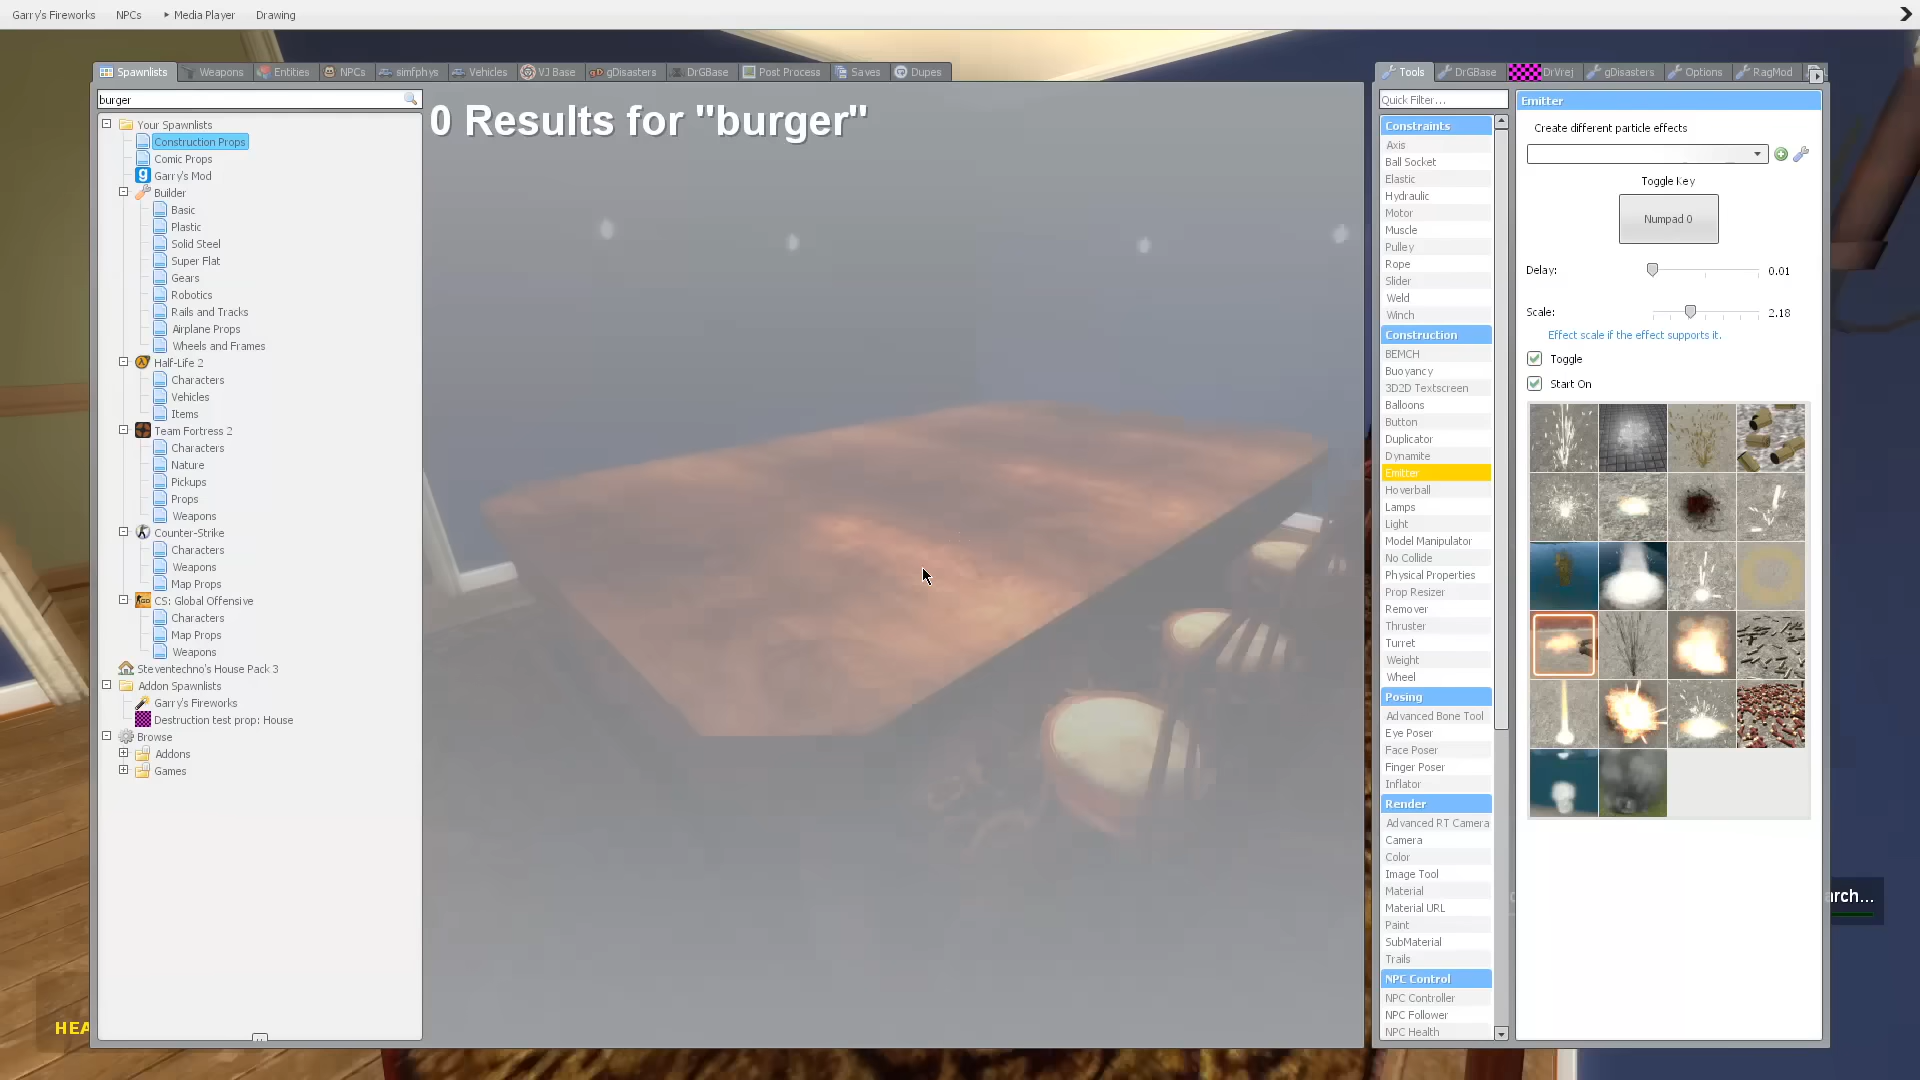 Garry's Fireworks NPCs Media Player Drawing
Spawnlists Weapons Entities NPCs simfphys Vehicles VJ Base gDisasters DrGBase Post Process Saves Dupes
burger
0 Results for "burger"
Your Spawnlists
Construction Props
Comic Props
Garry's Mod
Builder
Basic
Plastic
Solid Steel
Super Flat
Gears
Robotics
Rails and Tracks
Airplane Props
Wheels and Frames
Half-Life 2
Characters
Vehicles
Items
Team Fortress 2
Characters
Nature
Pickups
Props
Weapons
Counter-Strike
Characters
Weapons
Map Props
CS: Global Offensive
Characters
Map Props
Weapons
Steventechno's House Pack 3
Addon Spawnlists
Garry's Fireworks
Destruction test prop: House
Browse
Addons
Games
HEA
Tools DrGBase DrVrej gDisasters Options RagMod
Quick Filter...
Constraints
Axis
Ball Socket
Elastic
Hydraulic
Motor
Muscle
Pulley
Rope
Slider
Weld
Winch
Construction
BEMCH
Buoyancy
3D2D Textscreen
Balloons
Button
Duplicator
Dynamite
Emitter
Hoverball
Lamps
Light
Model Manipulator
No Collide
Physical Properties
Prop Resizer
Remover
Thruster
Turret
Weight
Wheel
Posing
Advanced Bone Tool
Eye Poser
Face Poser
Finger Poser
Inflator
Render
Advanced RT Camera
Camera
Color
Image Tool
Material
Material URL
Paint
SubMaterial
Trails
NPC Control
NPC Controller
NPC Follower
NPC Health
Emitter
Create different particle effects
Toggle Key
Numpad 0
Delay: 0.01
Scale: 2.18
Effect scale if the effect supports it.
Toggle
Start On
arch...